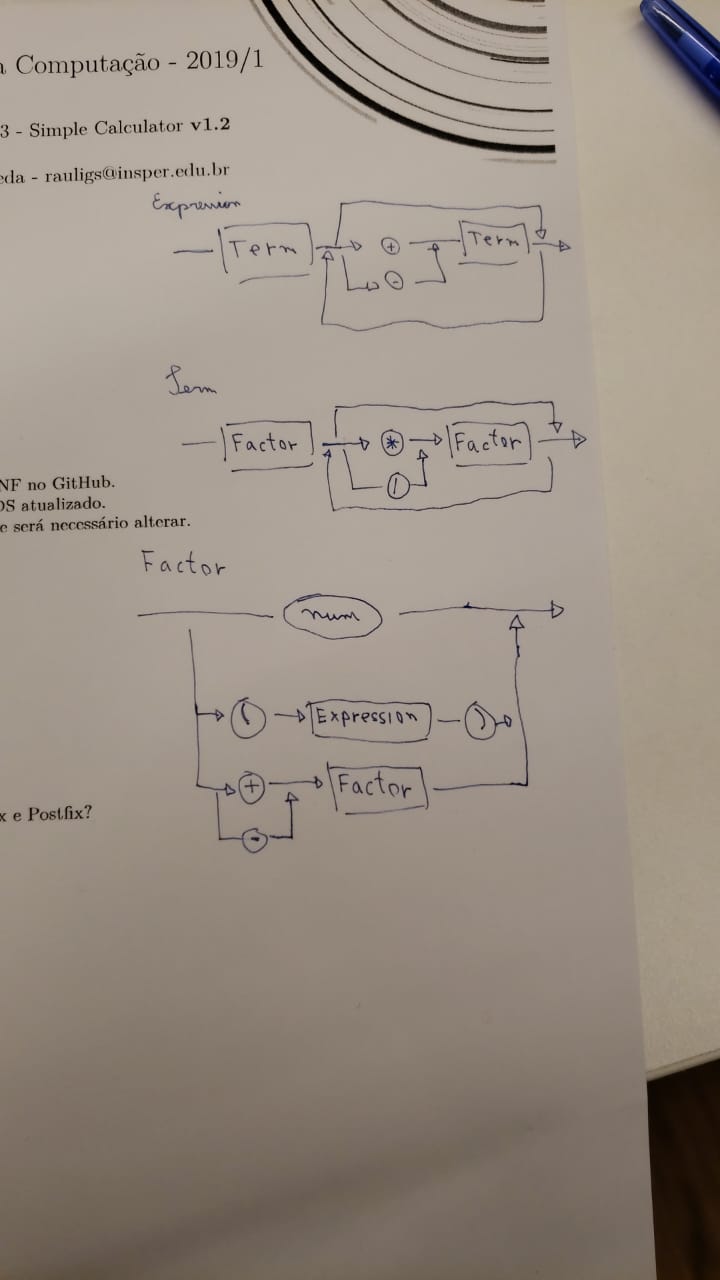 a Computação - 2019/1
3 - Simple Calculator v1.2
eda - rauligs@insper.edu.br
Expression
Term + Term
-
Term
Factor * Factor
/
NF no GitHub.
OS atualizado.
e será necessário alterar.
Factor
num
( Expression )
+ Factor
-
x e Postfix?